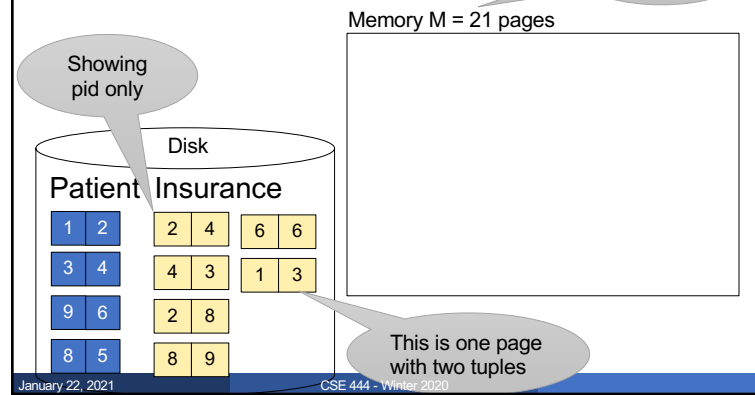 Memory M = 21 pages
Showing
pid only
Disk
Patient Insurance
1 2 2 4 6 6
3 4 4 3 1 3
9 6 2 8
8 5 8 9
This is one page
with two tuples
January 22, 2021 CSE 444 - Winter 2020